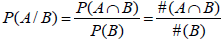 P(A/B) = P(A∩B)/P(B) = #(A∩B)/#(B)